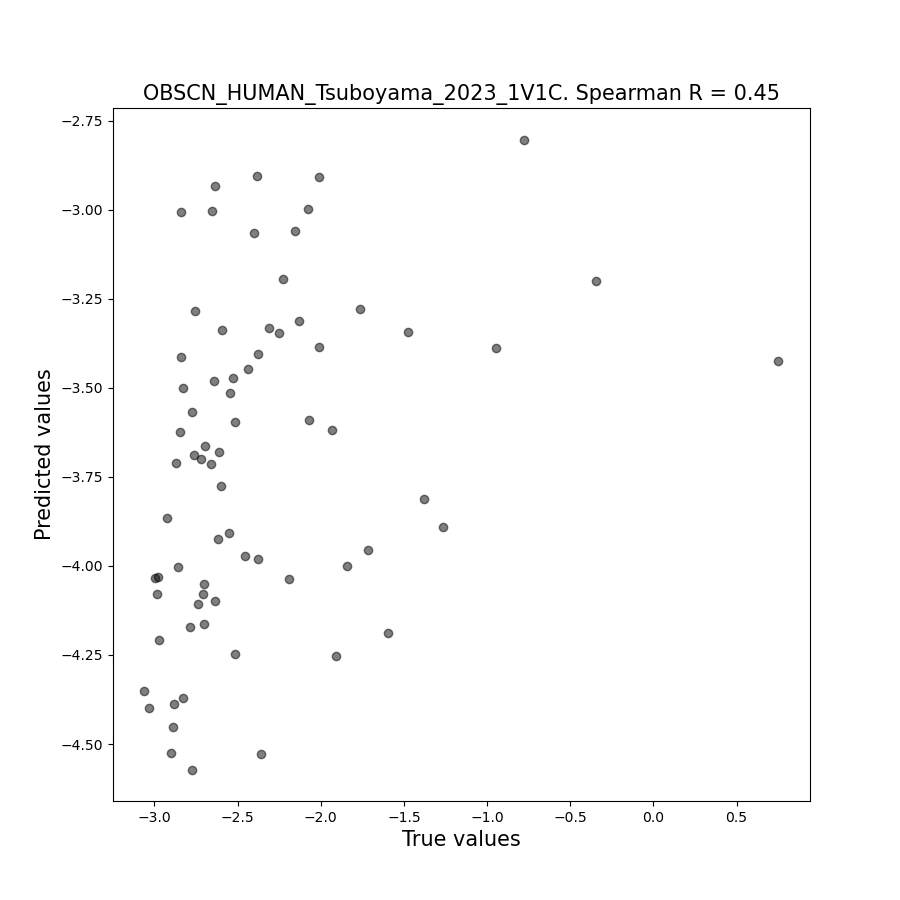 OBSCN_HUMAN_Tsuboyama_2023_1V1C. Spearman R = 0.45
−2.75
−3.00
−3.25
−3.50
−3.75
−4.00
−4.25
−4.50
Predicted values
−3.0 −2.5 −2.0 −1.5 −1.0 −0.5 0.0 0.5
True values